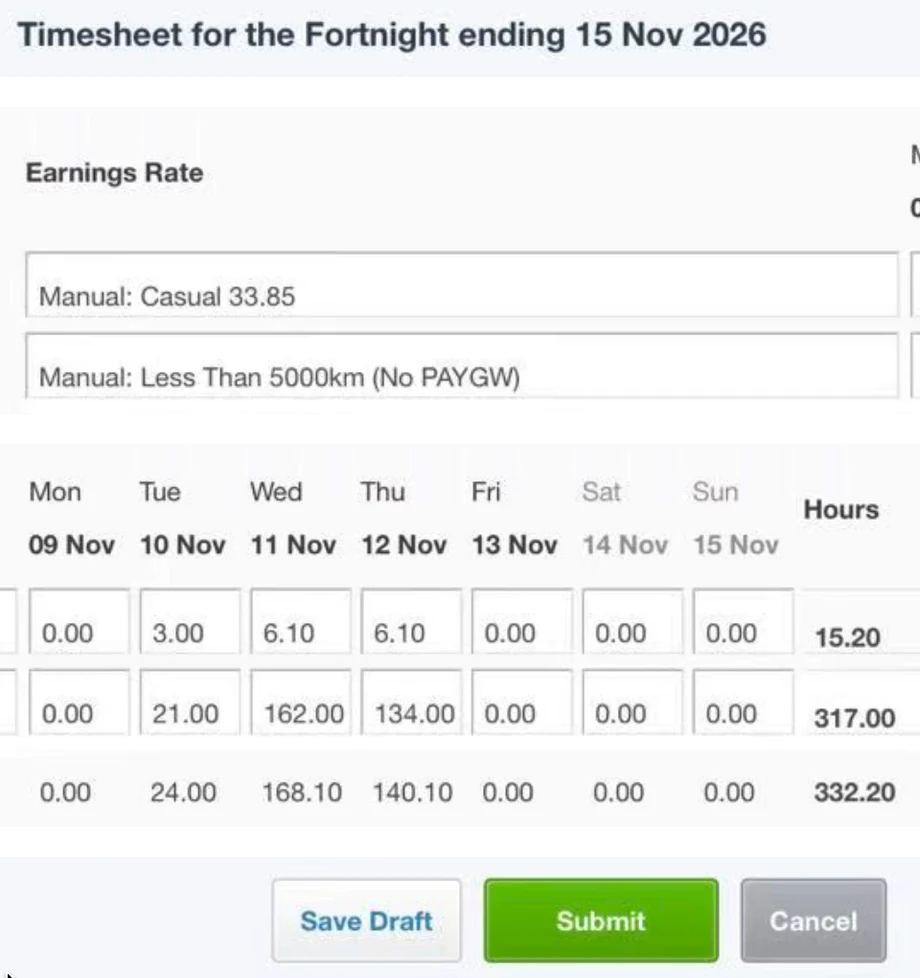 Timesheet for the Fortnight ending 15 Nov 2026
Earnings Rate
Manual: Casual 33.85
Manual: Less Than 5000km (No PAYGW)
Mon Tue Wed Thu Fri Sat Sun Hours
09 Nov 10 Nov 11 Nov 12 Nov 13 Nov 14 Nov 15 Nov
0.00 3.00 6.10 6.10 0.00 0.00 0.00 15.20
0.00 21.00 162.00 134.00 0.00 0.00 0.00 317.00
0.00 24.00 168.10 140.10 0.00 0.00 0.00 332.20
Save Draft Submit Cancel